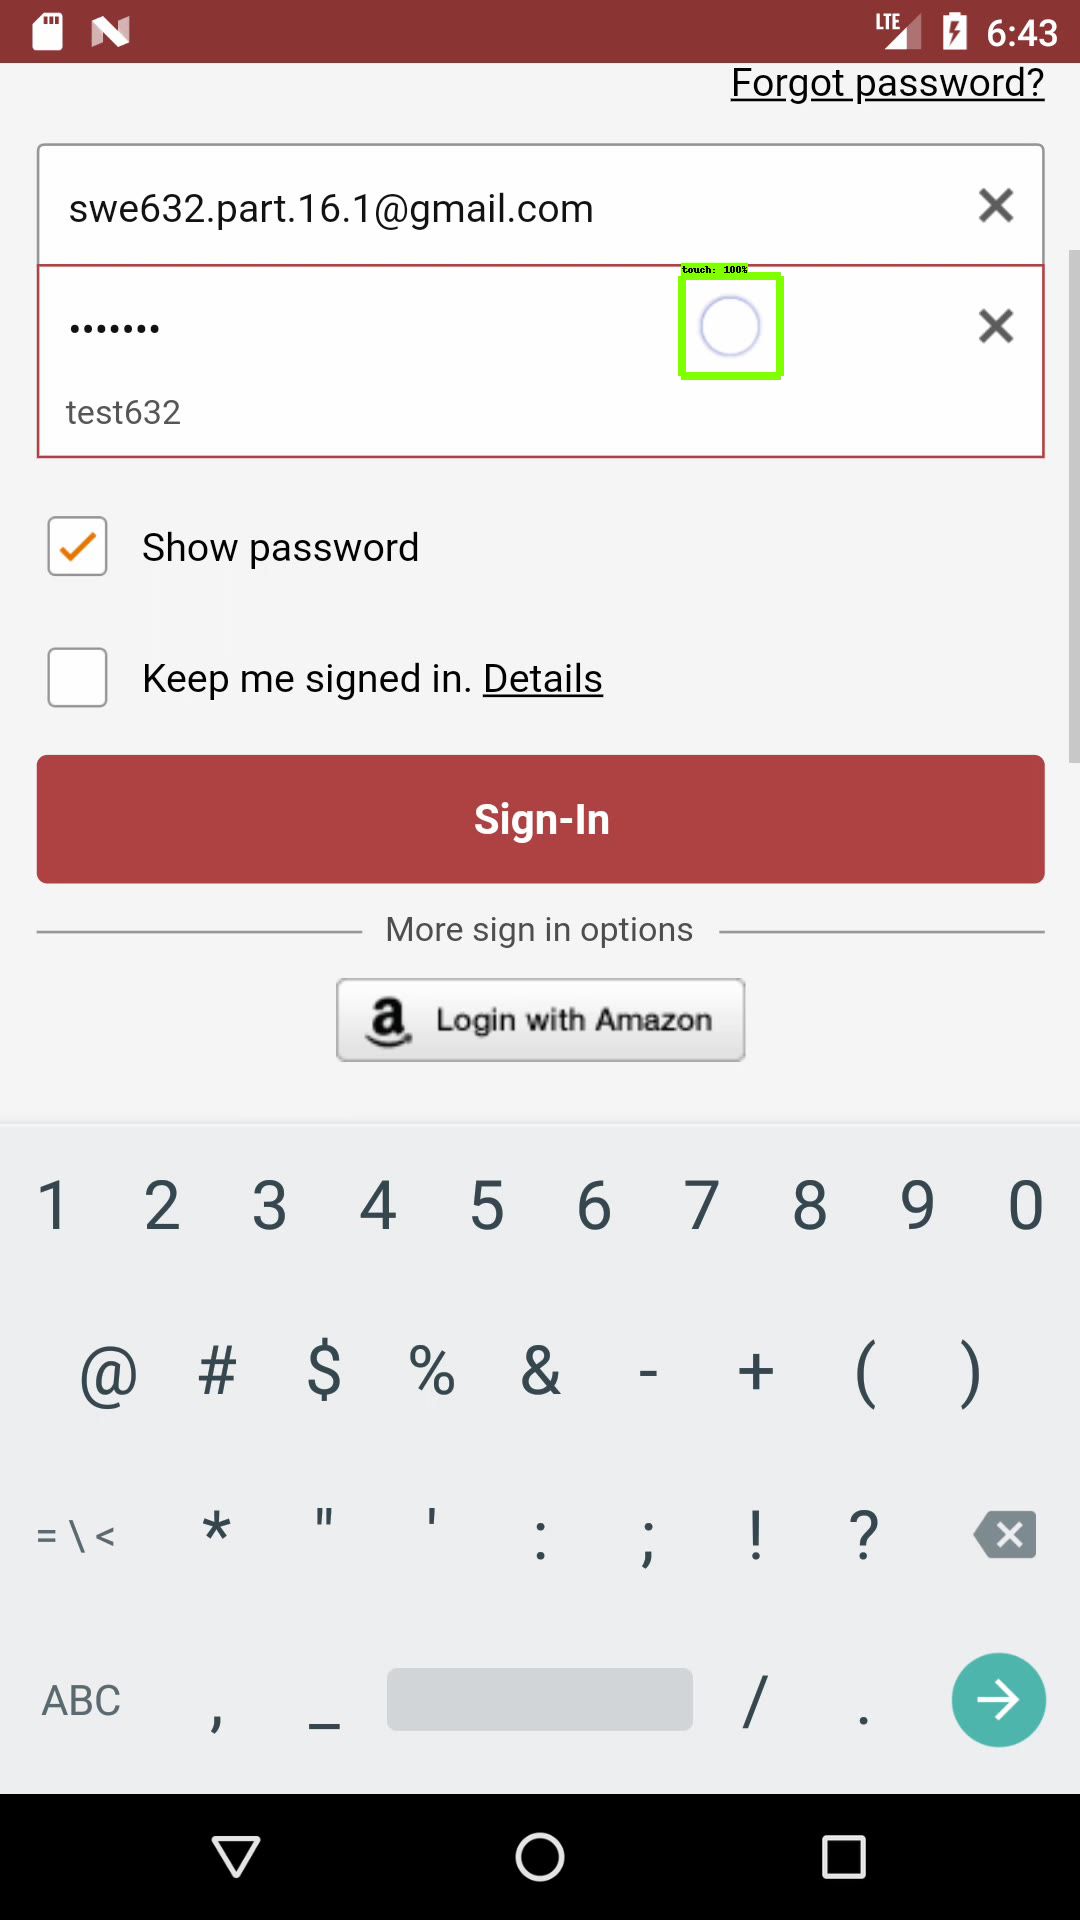 LTE 6:43
Forgot password?
swe632.part.16.1@gmail.com
touch: 100%
•••••••
test632
Show password
Keep me signed in. Details
Sign-In
More sign in options
a Login with Amazon
1 2 3 4 5 6 7 8 9 0
@ # $ % & - + ( )
= \ < * " ' : ; ! ?
ABC , _ / .